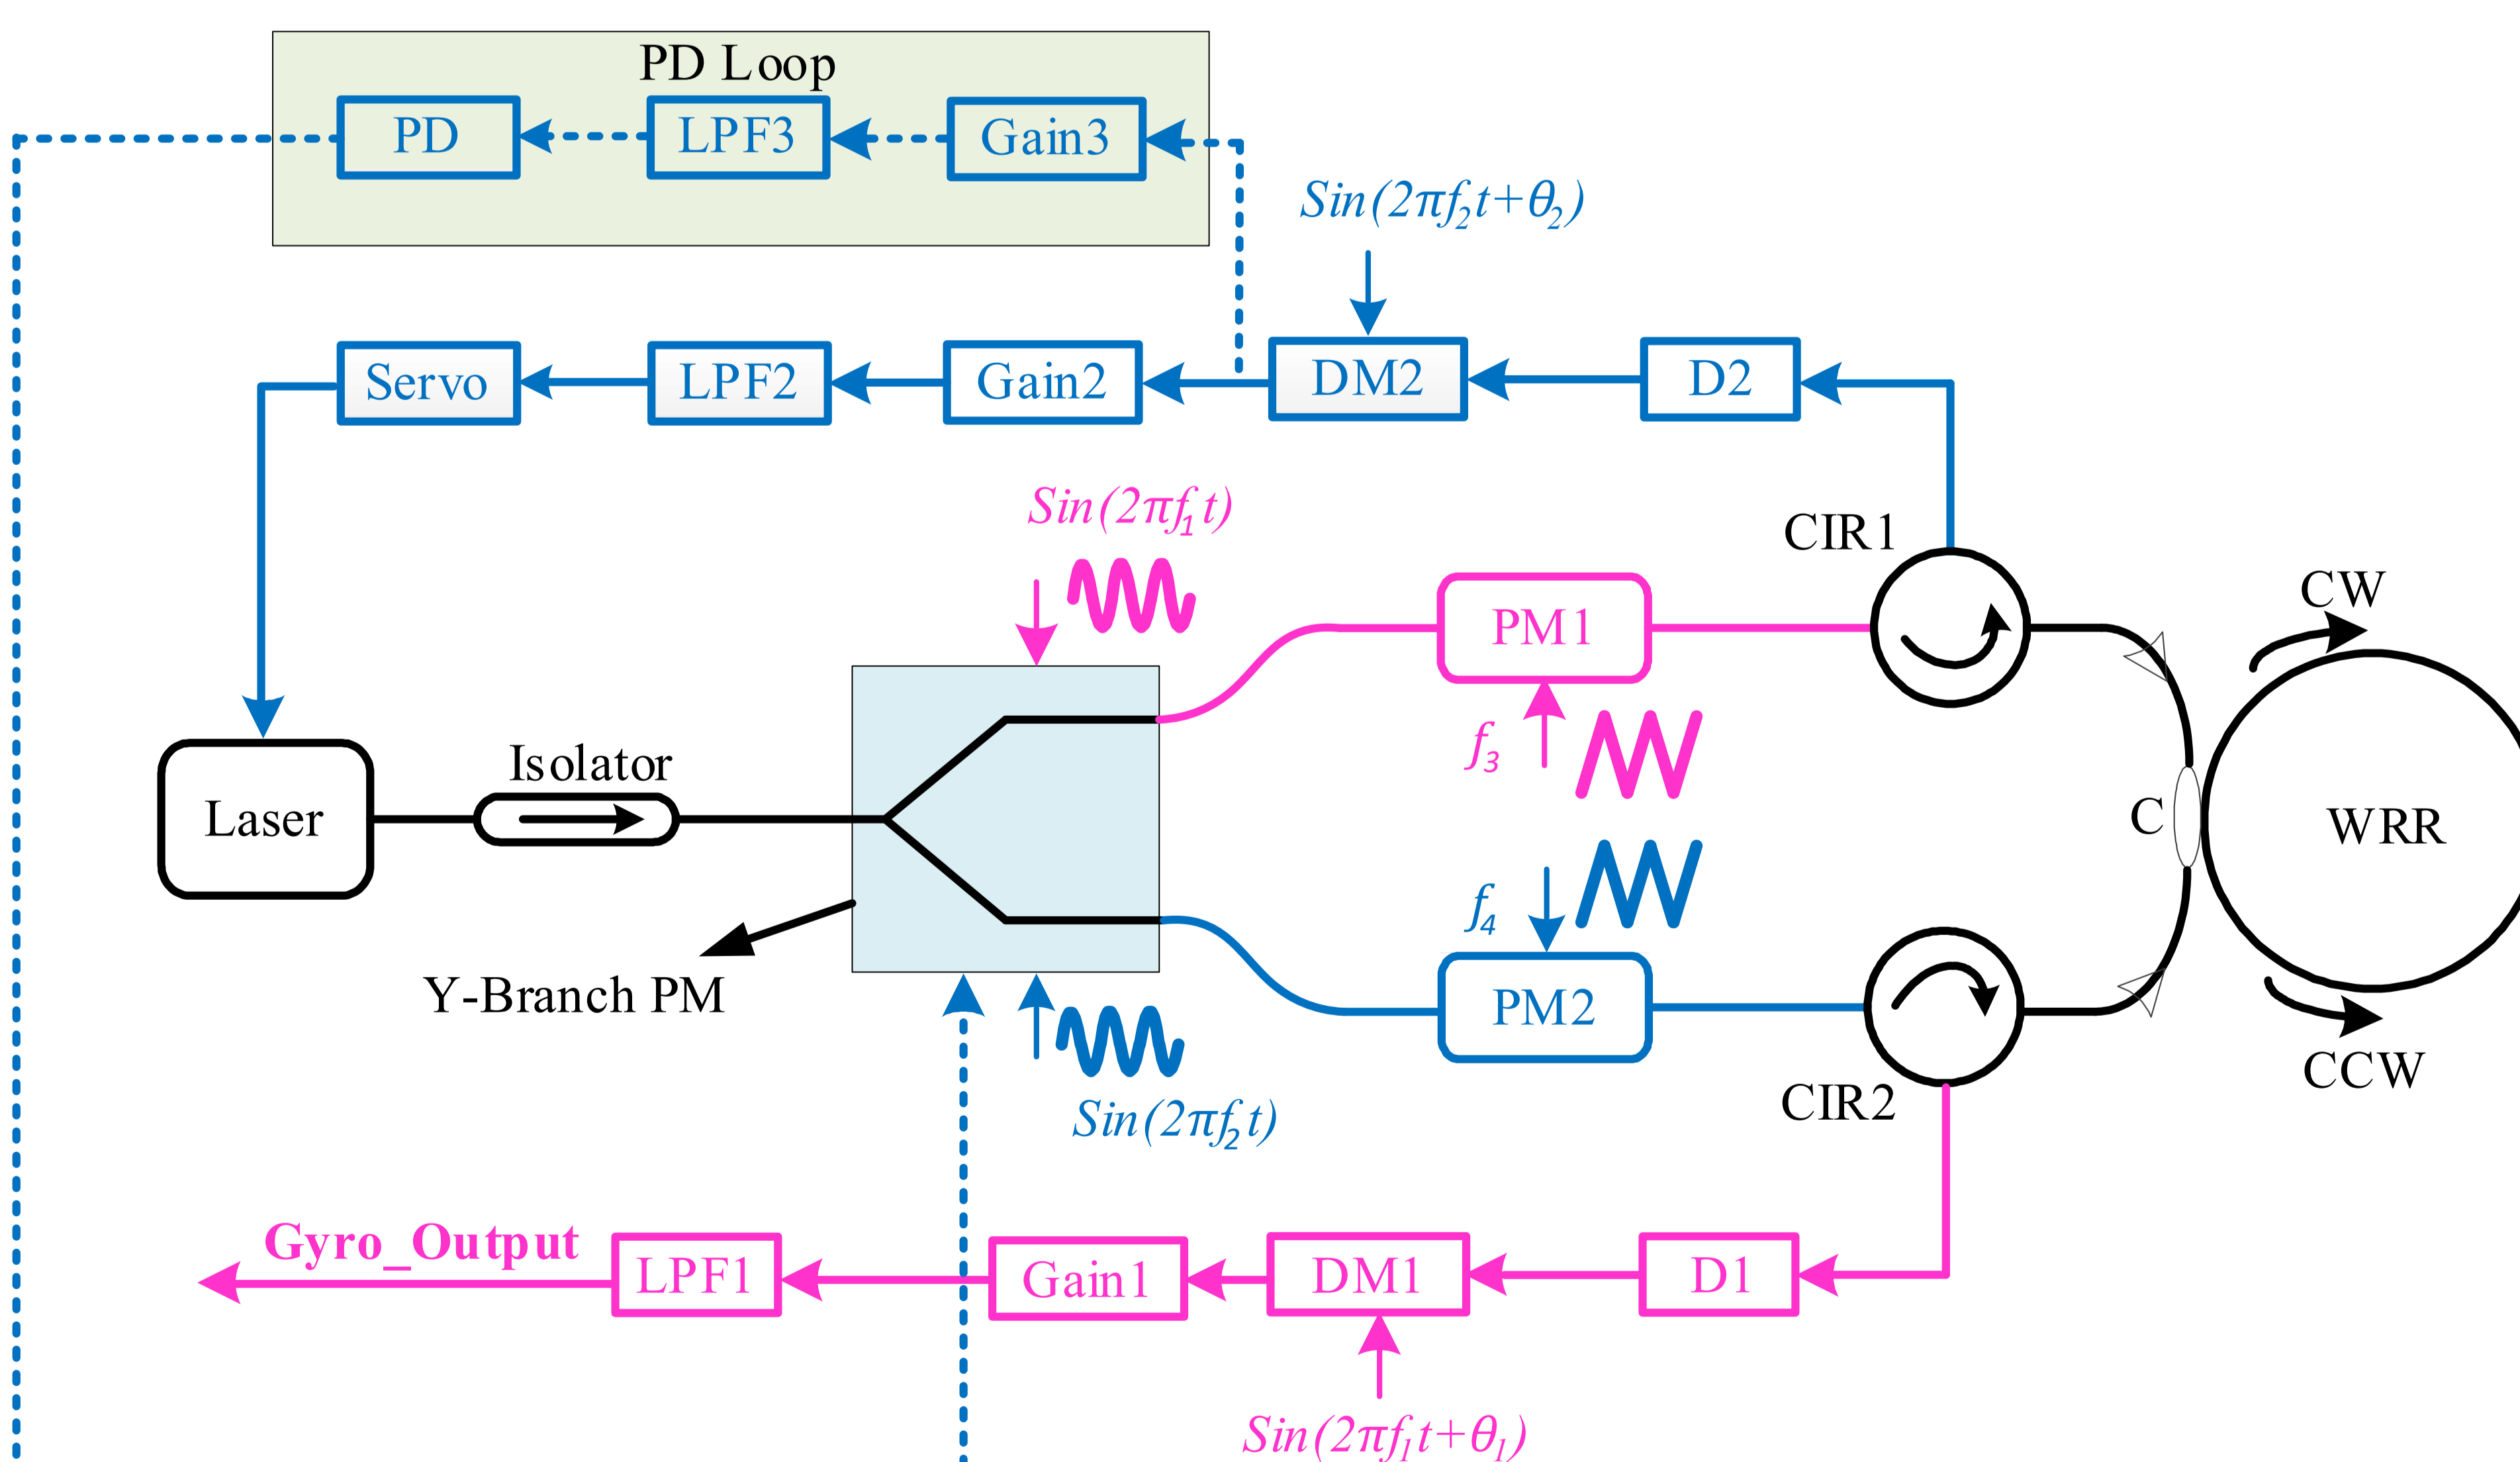 PD Loop
PD
LPF3
Gain3
Sin(2πf₂t+θ₂)
Servo
LPF2
Gain2
DM2
D2
Sin(2πf₁t)
CIR1
CW
PM1
f₃
Isolator
Laser
C
WRR
f₄
Y-Branch PM
PM2
CCW
CIR2
Sin(2πf₂t)
Gyro_Output
LPF1
Gain1
DM1
D1
Sin(2πf₁t+θ₁)